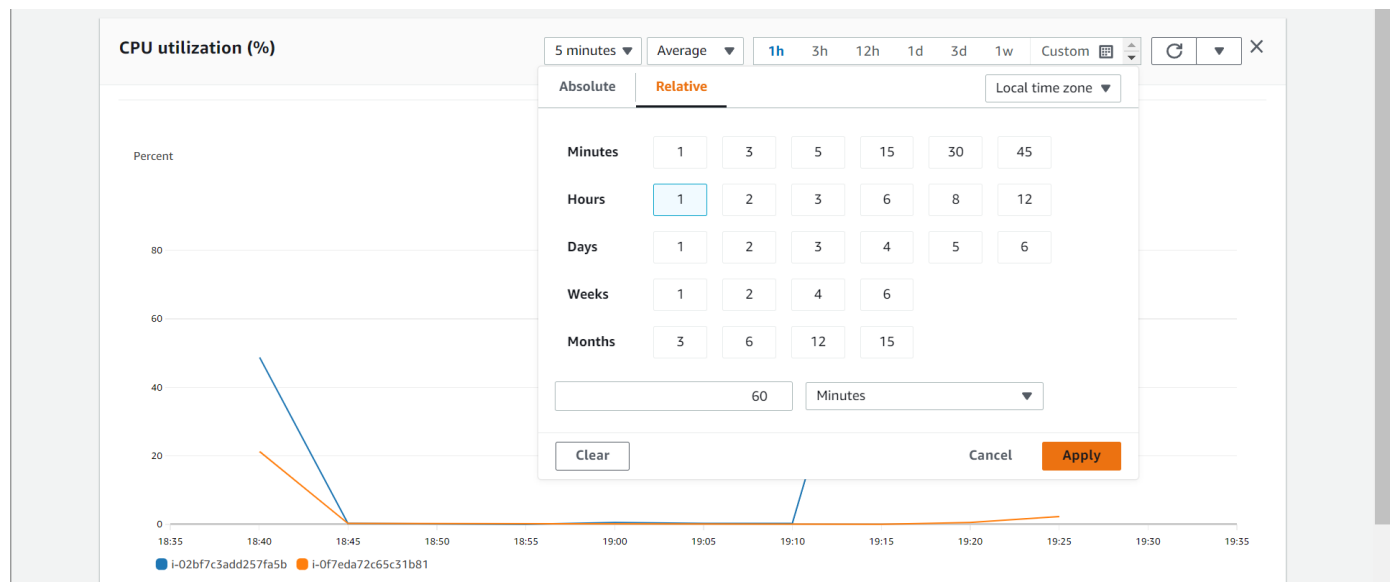 CPU utilization (%)
5 minutes Average 1h 3h 12h 1d 3d 1w Custom
Absolute Relative Local time zone
Percent
Minutes 1 3 5 15 30 45
Hours 1 2 3 6 8 12
Days 1 2 3 4 5 6
Weeks 1 2 4 6
Months 3 6 12 15
60 Minutes
Clear Cancel Apply
80
60
40
20
0
18:35 18:40 18:45 18:50 18:55 19:00 19:05 19:10 19:15 19:20 19:25 19:30 19:35
i-02bf7c3add257fa5b i-0f7eda72c65c31b81